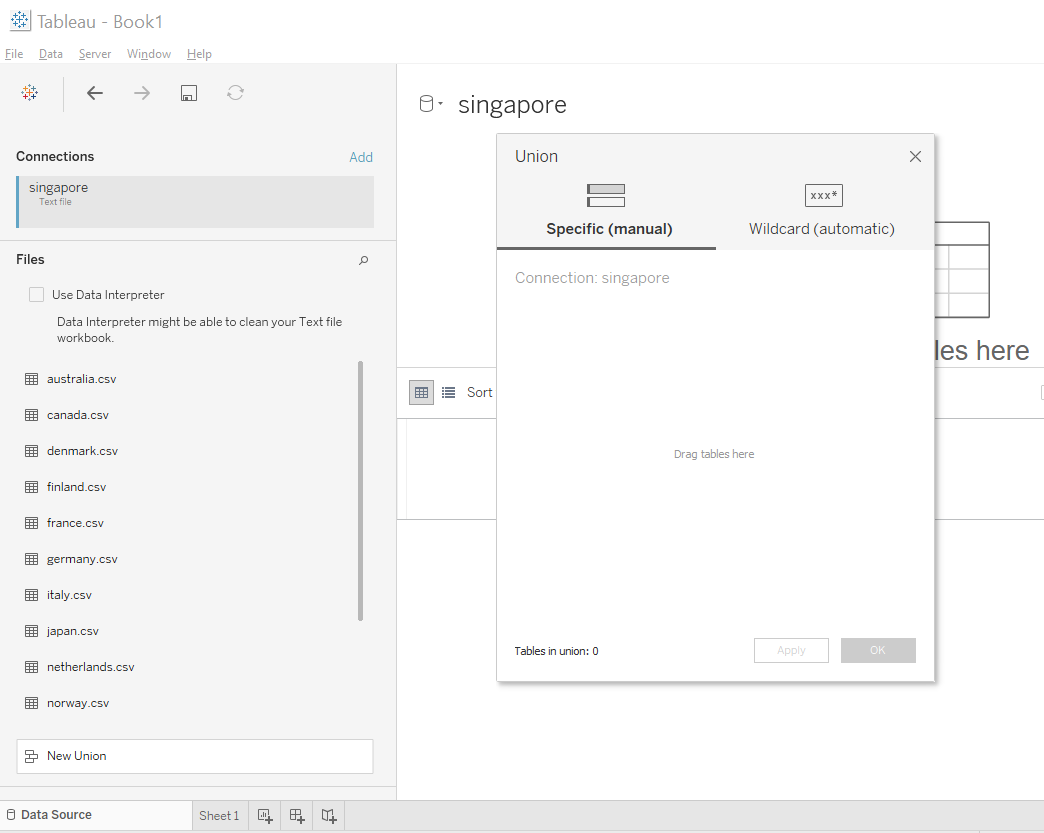 Tableau - Book1
File Data Server Window Help
Connections Add
singapore
Text file
Files
Use Data Interpreter
Data Interpreter might be able to clean your Text file
workbook.
australia.csv
canada.csv
denmark.csv
finland.csv
france.csv
germany.csv
italy.csv
japan.csv
netherlands.csv
norway.csv
New Union
singapore
Union
xxx*
Specific (manual) Wildcard (automatic)
Connection: singapore
les here
Sort
Drag tables here
Tables in union: 0 Apply OK
Data Source Sheet 1